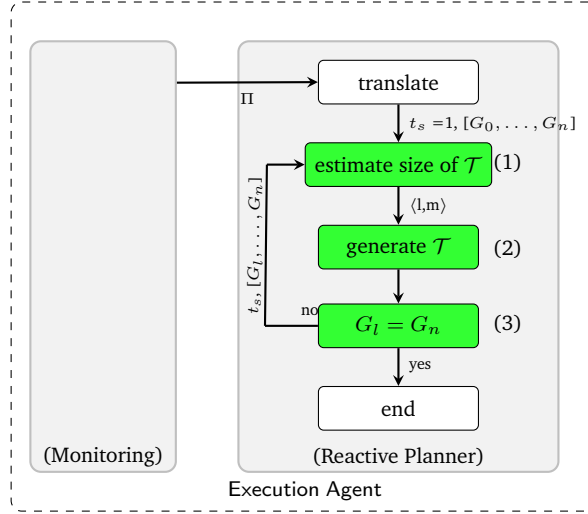 translate
Π
t_s =1, [G_0, . . . , G_n]
estimate size of 𝒯 (1)
⟨l,m⟩
t_s, [G_l, . . . , G_n]
generate 𝒯 (2)
no
G_l = G_n (3)
yes
end
(Monitoring) (Reactive Planner)
Execution Agent